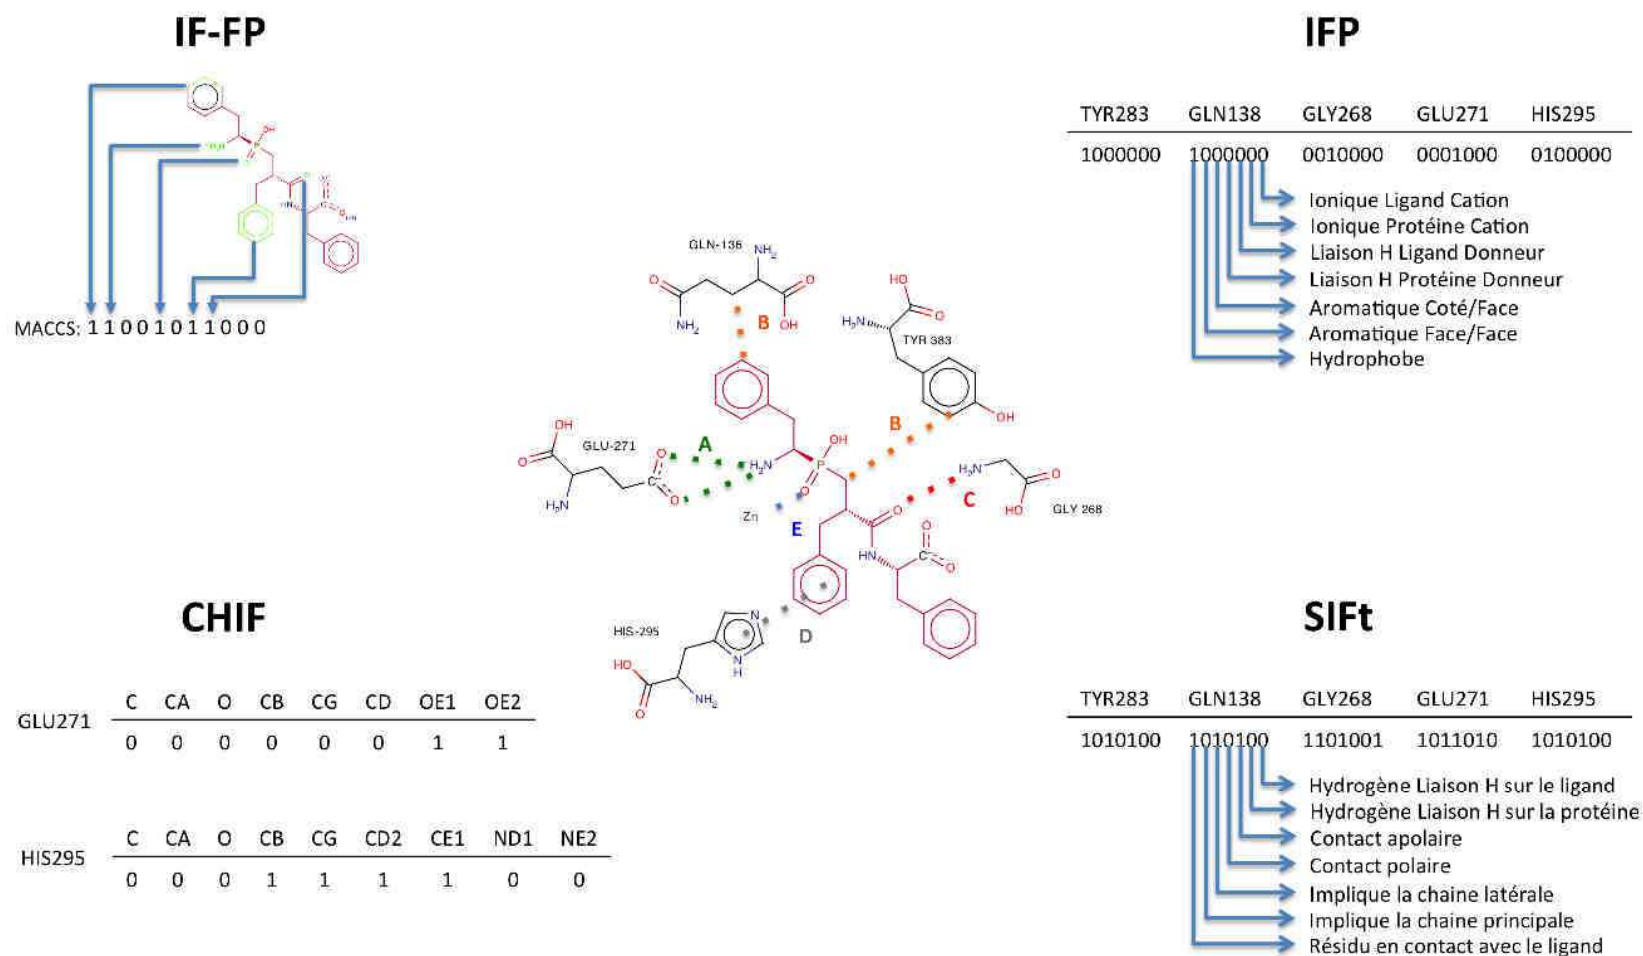 IF-FP
MACCS: 1 1 0 0 1 0 1 1 0 0 0
IFP
TYR283 GLN138 GLY268 GLU271 HIS295
1000000 1000000 0010000 0001000 0100000
Ionique Ligand Cation
Ionique Protéine Cation
Liaison H Ligand Donneur
Liaison H Protéine Donneur
Aromatique Coté/Face
Aromatique Face/Face
Hydrophobe
GLN-136
NH₂
O
O
NH₂
OH
B
HO
O
H₂N
TYR 383
OH
B
OH
O
GLU-271
A
O
O
H₂N
H₂N
P
OH
O
Zn
E
C
H₂N
O
HO
GLY 268
O
HN
O
C
O
HIS-295
N
N
H
D
HO
O
NH₂
CHIF
C CA O CB CG CD OE1 OE2
GLU271
0 0 0 0 0 0 1 1
C CA O CB CG CD2 CE1 ND1 NE2
HIS295
0 0 0 1 1 1 1 0 0
SIFt
TYR283 GLN138 GLY268 GLU271 HIS295
1010100 1010100 1101001 1011010 1010100
Hydrogène Liaison H sur le ligand
Hydrogène Liaison H sur la protéine
Contact apolaire
Contact polaire
Implique la chaine latérale
Implique la chaine principale
Résidu en contact avec le ligand